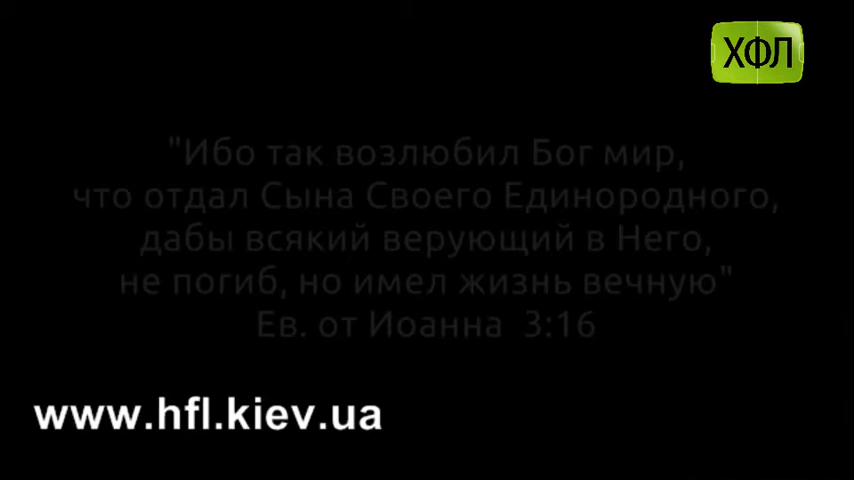 ХФЛ
"Ибо так возлюбил Бог мир,
что отдал Сына Своего Единородного,
дабы всякий верующий в Него,
не погиб, но имел жизнь вечную"
Ев. от Иоанна 3:16
www.hfl.kiev.ua